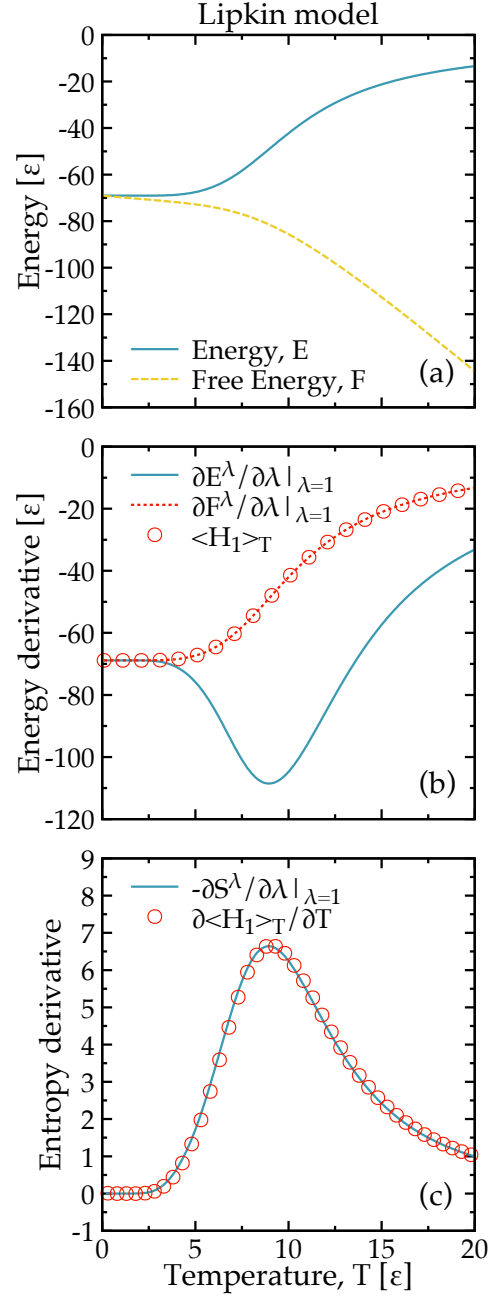 Lipkin model
0
-20
-40
-60
-80
-100
-120
-140
-160
Energy [ε]
Energy, E
Free Energy, F
(a)
0
-20
-40
-60
-80
-100
-120
Energy derivative [ε]
∂E^λ/∂λ|_λ=1
∂F^λ/∂λ|_λ=1
<H_1>_T
(b)
9
8
7
6
5
4
3
2
1
0
-1
Entropy derivative
-∂S^λ/∂λ|_λ=1
∂<H_1>_T/∂T
(c)
0 5 10 15 20
Temperature, T [ε]